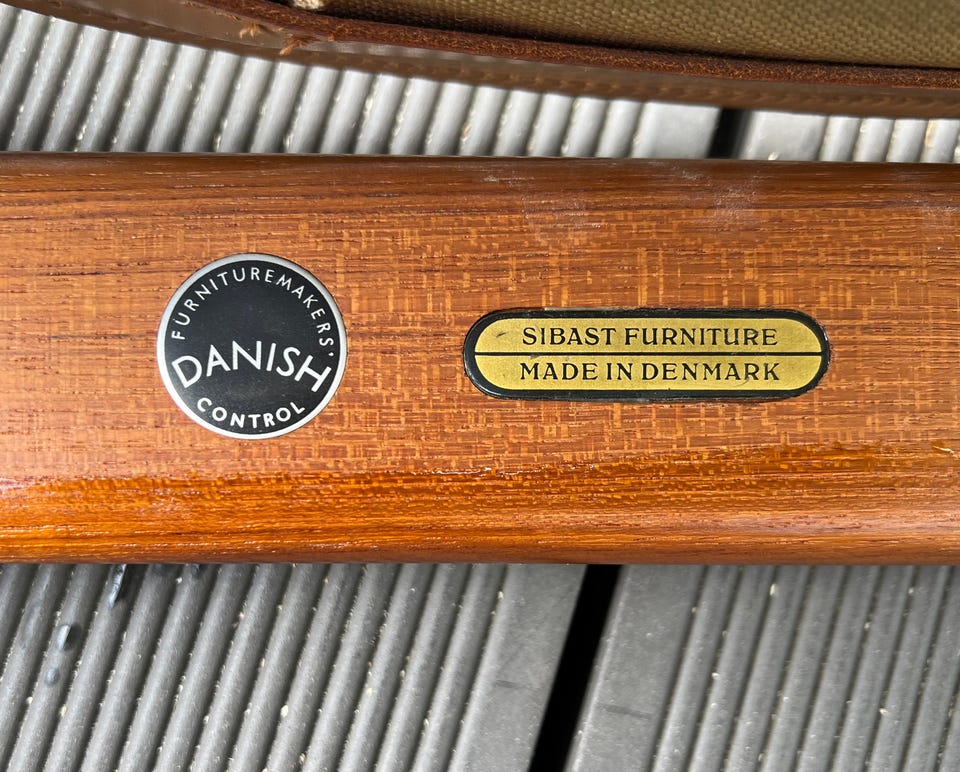 FURNITUREMAKERS'
DANISH
CONTROL
SIBAST FURNITURE
MADE IN DENMARK